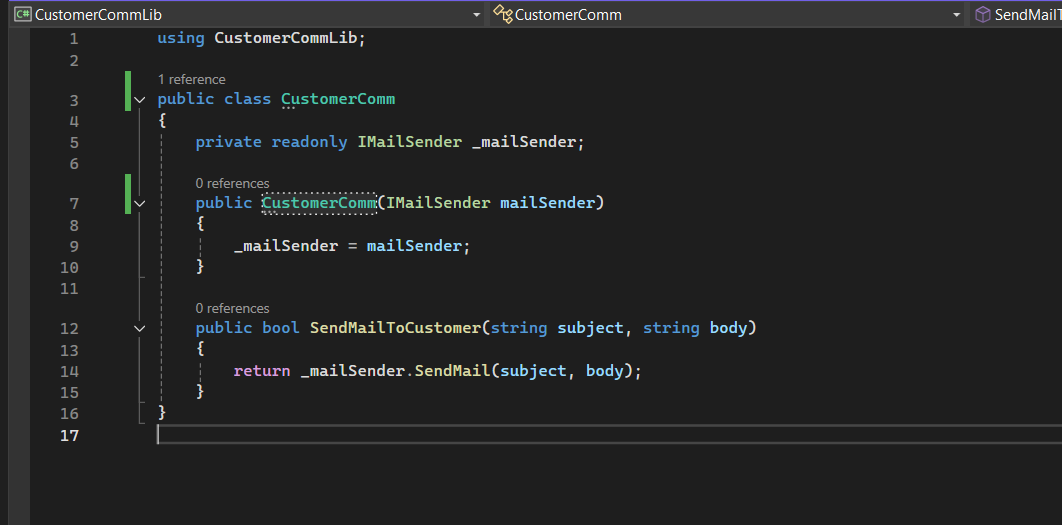 CustomerCommLib CustomerComm SendMailT
1 using CustomerCommLib;
2
1 reference
3 public class CustomerComm
4 {
5 private readonly IMailSender _mailSender;
6
0 references
7 public CustomerComm(IMailSender mailSender)
8 {
9 _mailSender = mailSender;
10 }
11
0 references
12 public bool SendMailToCustomer(string subject, string body)
13 {
14 return _mailSender.SendMail(subject, body);
15 }
16 }
17